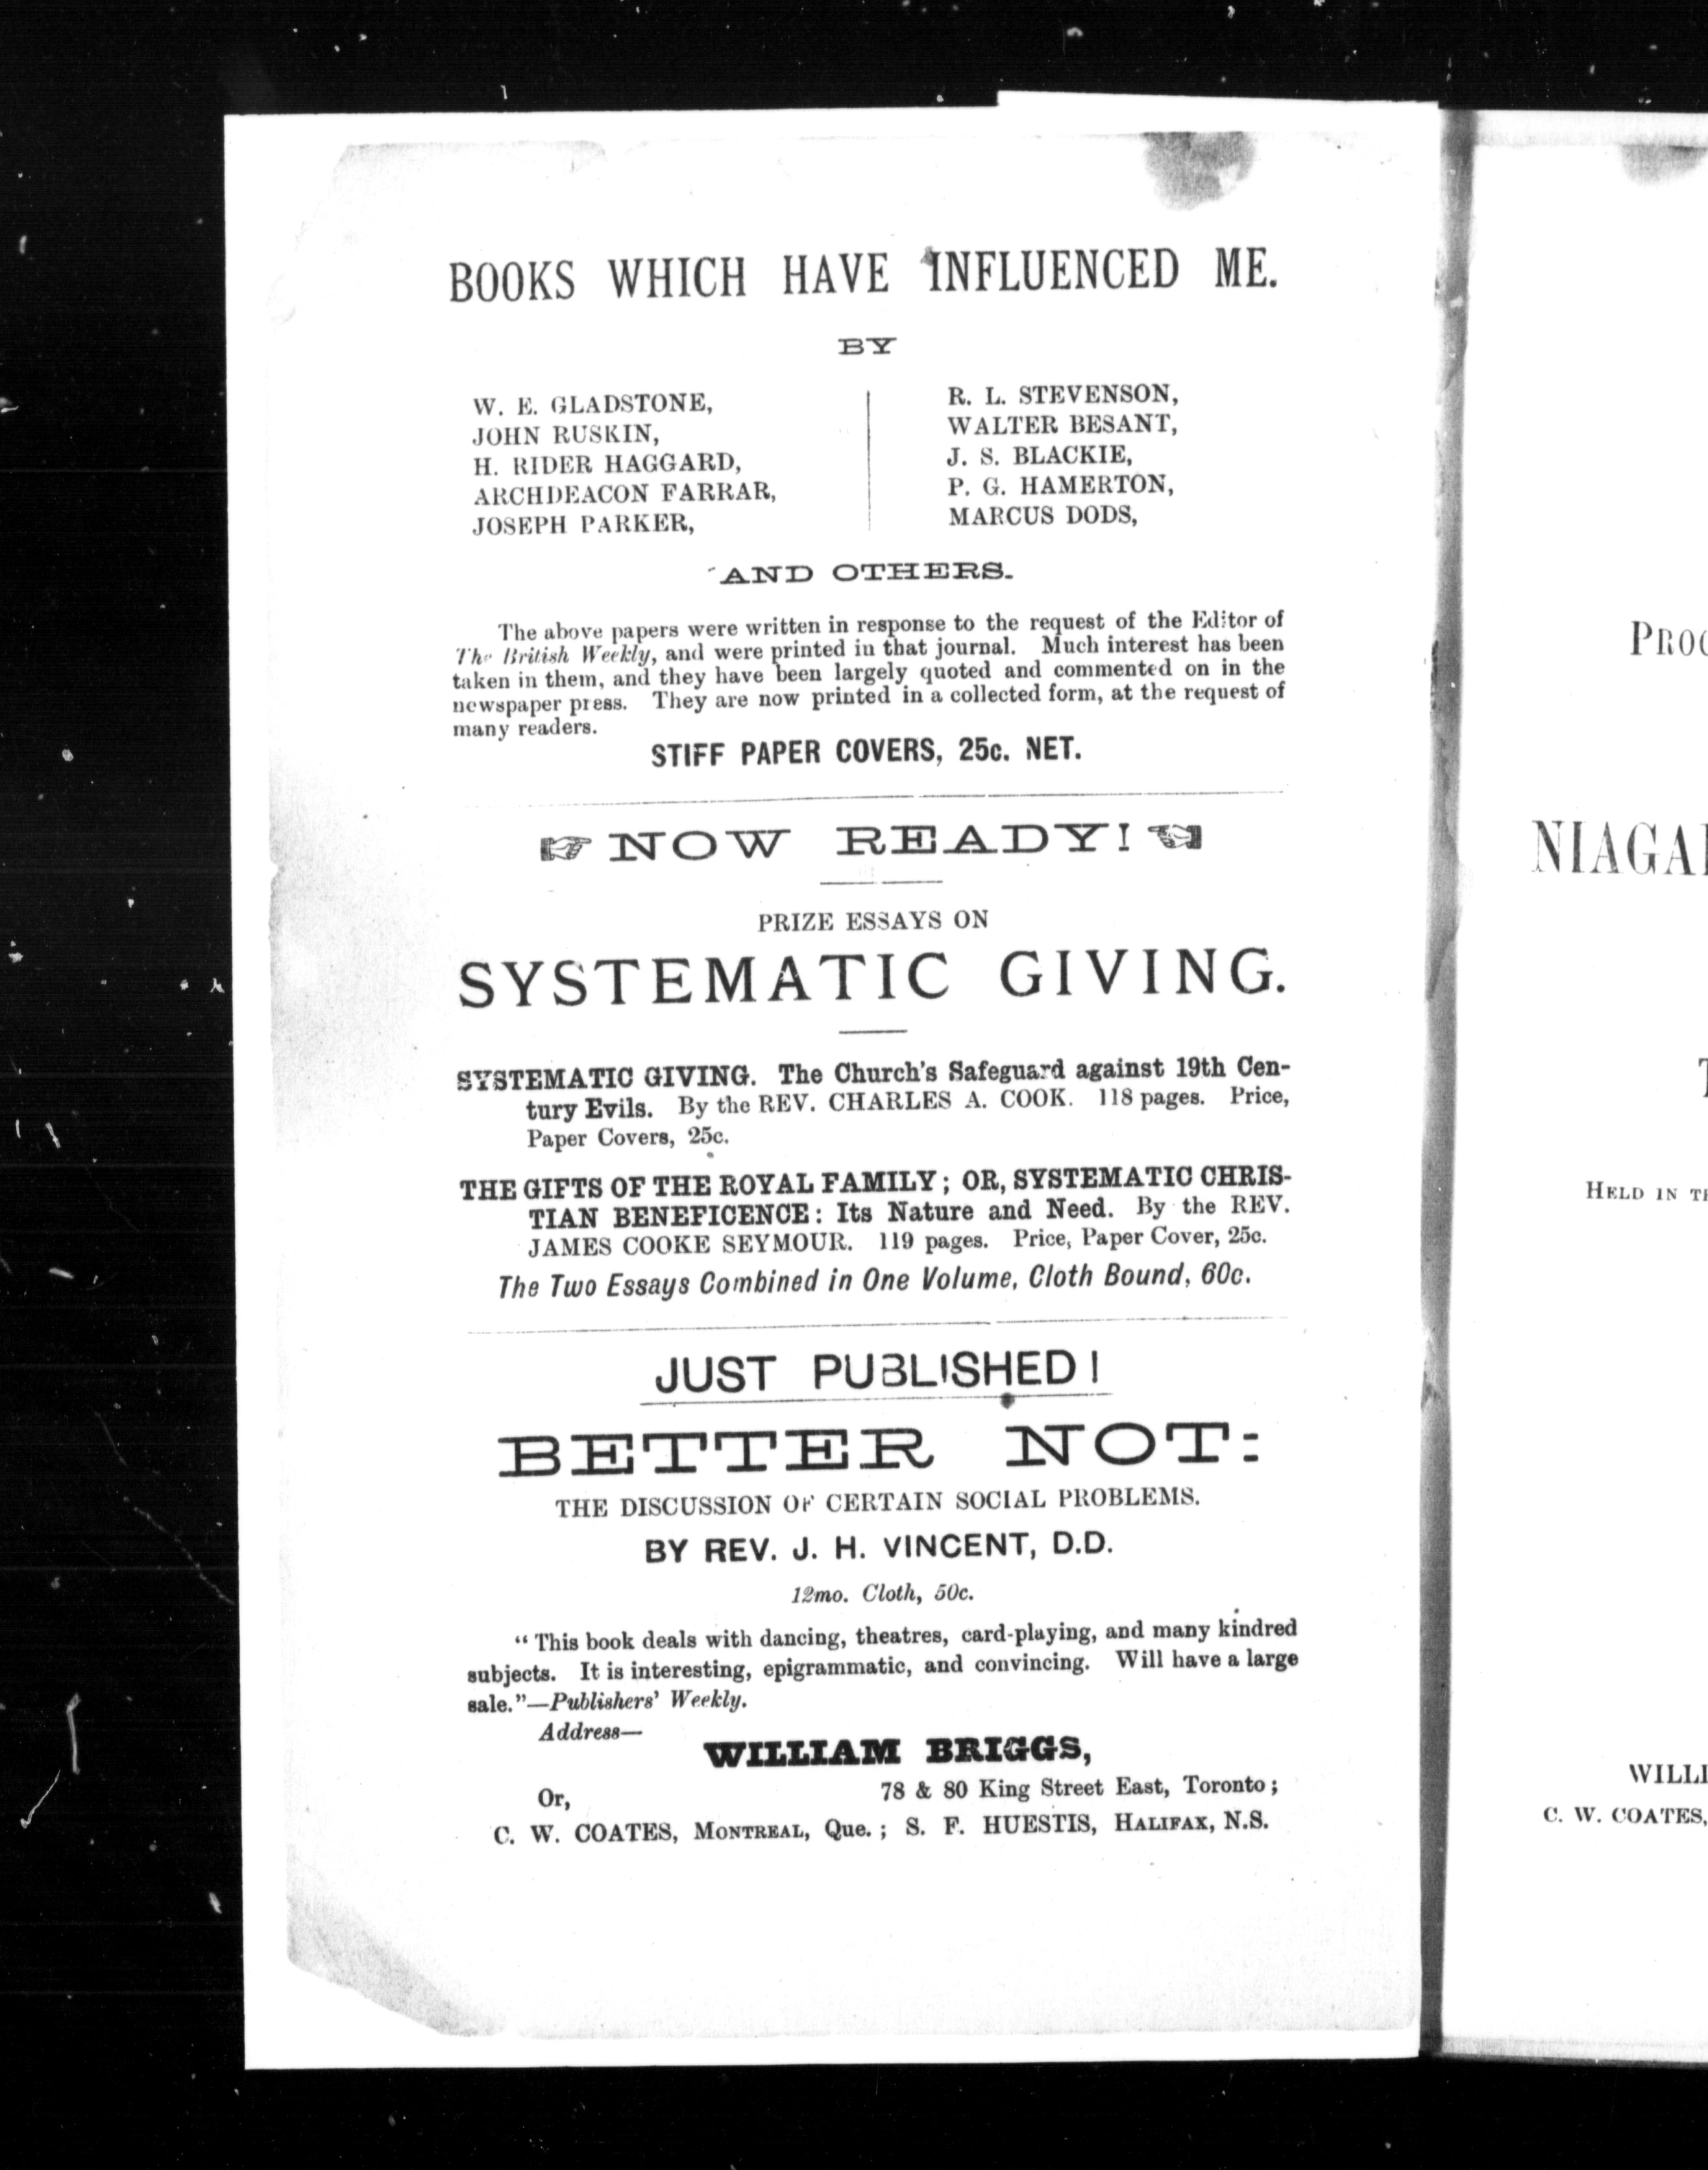 BOOKS WHICH HAVE INFLUENCED ME.
BY
W. E. GLADSTONE,
JOHN RUSKIN,
H. RIDER HAGGARD,
ARCHDEACON FARRAR,
JOSEPH PARKER,
R. L. STEVENSON,
WALTER BESANT,
J. S. BLACKIE,
P. G. HAMERTON,
MARCUS DODS,
AND OTHERS.
The above papers were written in response to the request of the Editor of
The British Weekly, and were printed in that journal. Much interest has been
taken in them, and they have been largely quoted and commented on in the
newspaper press. They are now printed in a collected form, at the request of
many readers.
STIFF PAPER COVERS, 25c. NET.
☞ NOW READY! ☜
PRIZE ESSAYS ON
SYSTEMATIC GIVING.
SYSTEMATIC GIVING. The Church's Safeguard against 19th Cen-
tury Evils. By the REV. CHARLES A. COOK. 118 pages. Price,
Paper Covers, 25c.
THE GIFTS OF THE ROYAL FAMILY; OR, SYSTEMATIC CHRIS-
TIAN BENEFICENCE: Its Nature and Need. By the REV.
JAMES COOKE SEYMOUR. 119 pages. Price, Paper Cover, 25c.
The Two Essays Combined in One Volume, Cloth Bound, 60c.
JUST PUBLISHED!
BETTER NOT:
THE DISCUSSION OF CERTAIN SOCIAL PROBLEMS.
BY REV. J. H. VINCENT, D.D.
12mo. Cloth, 50c.
"This book deals with dancing, theatres, card-playing, and many kindred
subjects. It is interesting, epigrammatic, and convincing. Will have a large
sale."—Publishers' Weekly.
Address—
WILLIAM BRIGGS,
78 & 80 King Street East, Toronto;
Or,
C. W. COATES, MONTREAL, Que.; S. F. HUESTIS, HALIFAX, N.S.
PROC
NIAGA
T
HELD IN TH
WILLI
C. W. COATES,